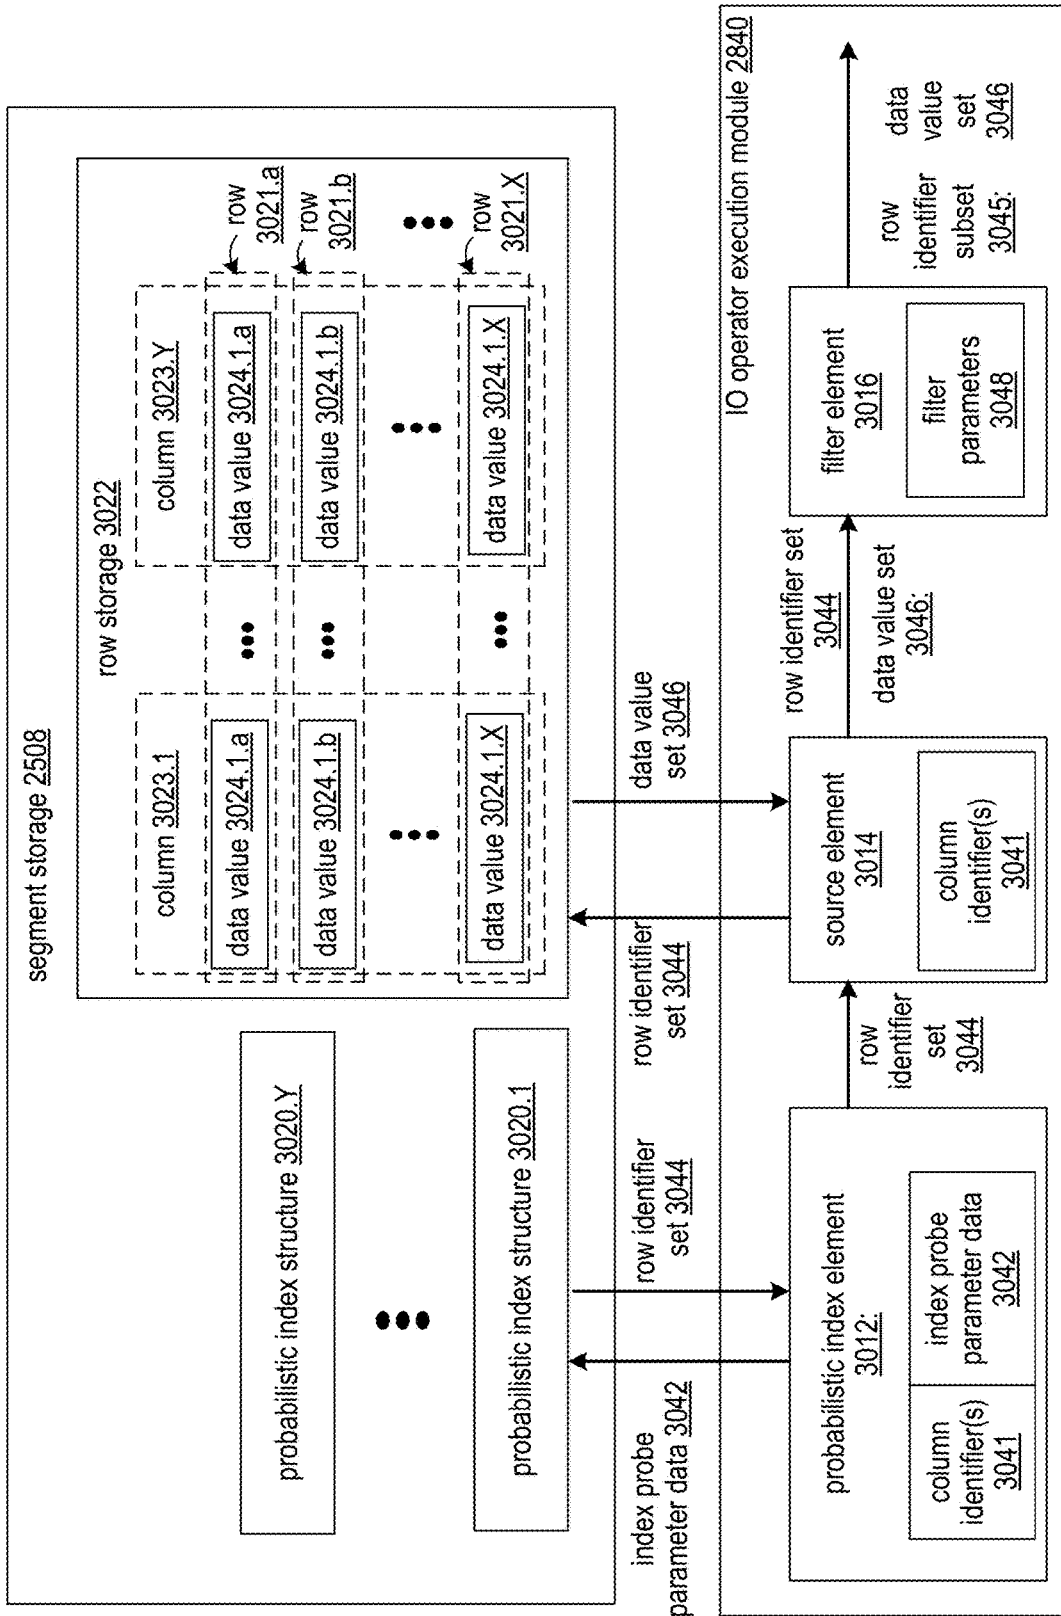 segment storage 2508
probabilistic index structure 3020.Y
probabilistic index structure 3020.1
row storage 3022
column 3023.1
data value 3024.1.a
data value 3024.1.b
data value 3024.1.X
column 3023.Y
data value 3024.1.a
data value 3024.1.b
data value 3024.1.X
row
3021.a
row
3021.b
row
3021.X
index probe
parameter data 3042
row identifier
set 3044
row identifier
set 3044
data value
set 3046
IO operator execution module 2840
probabilistic index element
3012:
column
identifier(s)
3041
index probe
parameter data
3042
row
identifier
set
3044
source element
3014
column
identifier(s)
3041
row identifier set
3044
data value set
3046:
filter element
3016
filter
parameters
3048
row
identifier
subset
3045:
data
value
set
3046